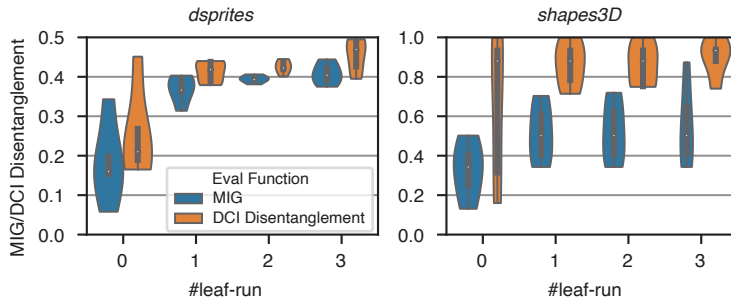 dsprites
shapes3D
MIG/DCI Disentanglement
0.5
0.4
0.3
0.2
0.1
0.0
Eval Function
MIG
DCI Disentanglement
0 1 2 3
#leaf-run
1.0
0.8
0.6
0.4
0.2
0.0
0 1 2 3
#leaf-run